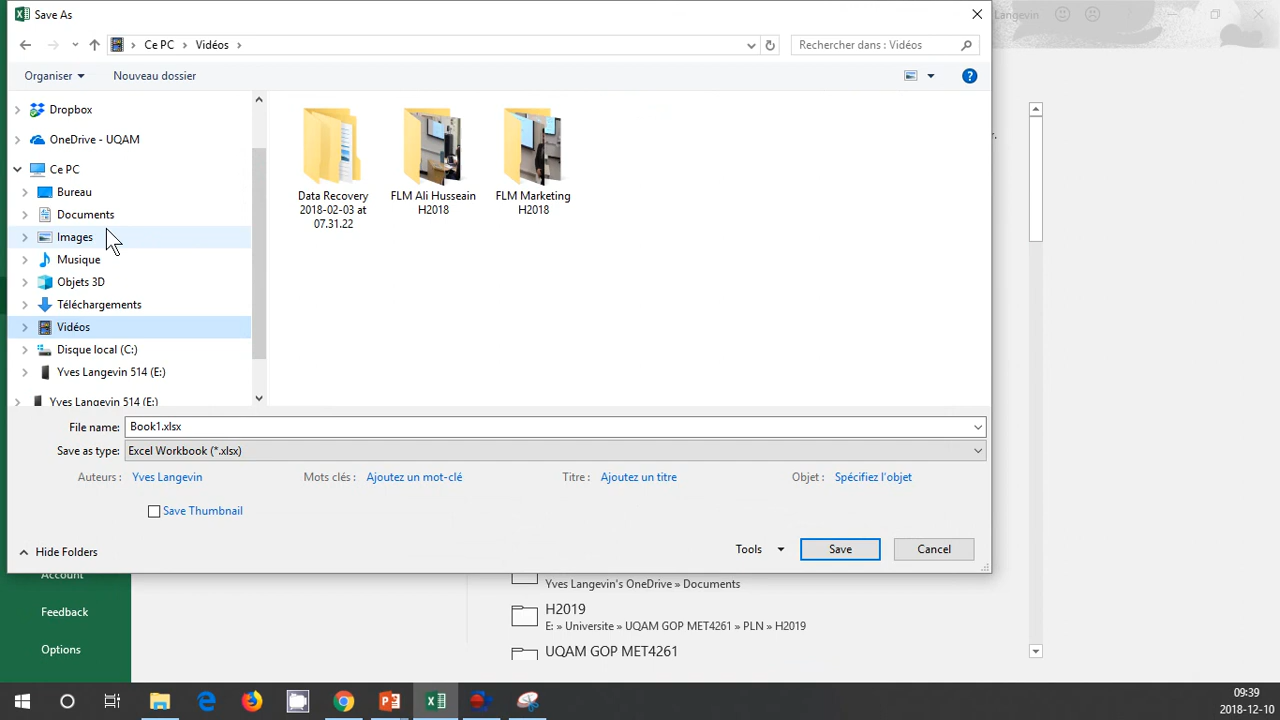 Save As
Langevin
Ce PC
Vidéos
Rechercher dans : Vidéos
Organiser
Nouveau dossier
Dropbox
OneDrive - UQAM
Ce PC
Bureau
Documents
Images
Musique
Objets 3D
Téléchargements
Vidéos
Disque local (C:)
Yves Langevin 514 (E:)
Yves Langevin 514 (E:)
Data Recovery
2018-02-03 at
07.31.22
FLM Ali Husseain
H2018
FLM Marketing
H2018
File name: Book1.xlsx
Save as type: Excel Workbook (*.xlsx)
Auteurs : Yves Langevin Mots clés : Ajoutez un mot-clé Titre : Ajoutez un titre Objet : Spécifiez l'objet
Save Thumbnail
Hide Folders
Tools
Save
Cancel
Account
Feedback
Options
Yves Langevin's OneDrive » Documents
H2019
E: » Universite » UQAM GOP MET4261 » PLN » H2019
UQAM GOP MET4261
09:39
2018-12-10